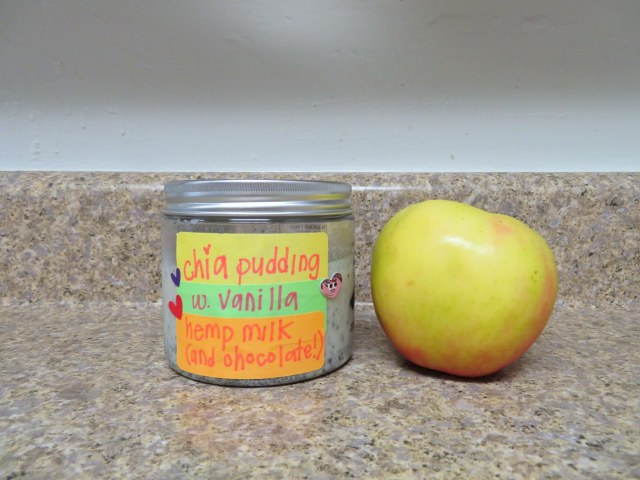 chia pudding
w. vanilla
hemp milk
(and chocolate!)